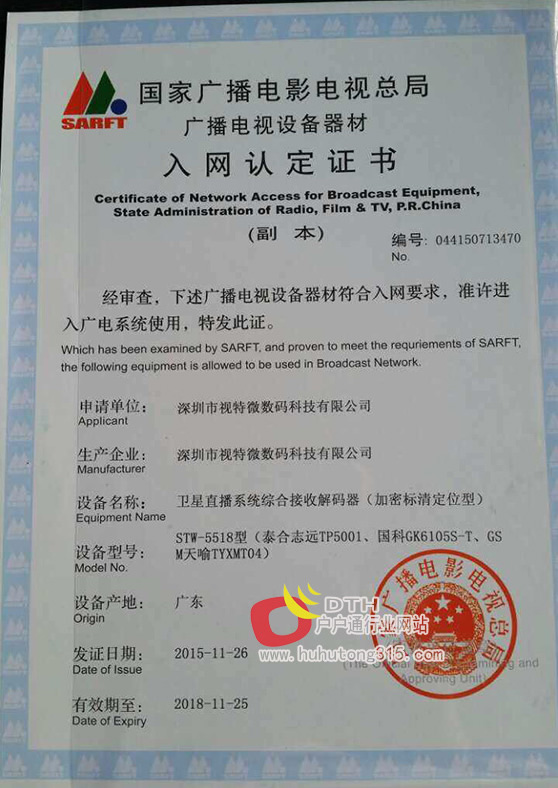 SARFT
国家广播电影电视总局
广播电视设备器材
入网认定证书
Certificate of Network Access for Broadcast Equipment,
State Administration of Radio, Film & TV, P.R.China
(副 本)
编号: 044150713470
No.
经审查，下述广播电视设备器材符合入网要求，准许进
入广电系统使用，特发此证。
Which has been examined by SARFT, and proven to meet the requriements of SARFT,
the following equipment is allowed to be used in Broadcast Network.
申请单位: 深圳市视特微数码科技有限公司
Applicant
生产企业: 深圳市视特微数码科技有限公司
Manufacturer
设备名称: 卫星直播系统综合接收解码器（加密标清定位型）
Equipment Name
STW-5518型（泰合志远TP5001、国科GK6105S-T、GS
设备型号: M天喻TYXMT04）
Model No.
设备产地: 广东
Origin
DTH
户户通行业网站
www.huhutong315.com
广播电影电视总局
发证日期: 2015-11-26
Date of Issue
(The Official and
Approving Unit)
有效期至: 2018-11-25
Date of Expiry